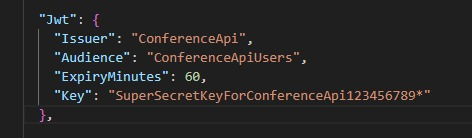 "Jwt": {
"Issuer": "ConferenceApi",
"Audience": "ConferenceApiUsers",
"ExpiryMinutes": 60,
"Key": "SuperSecretKeyForConferenceApi123456789*"
},